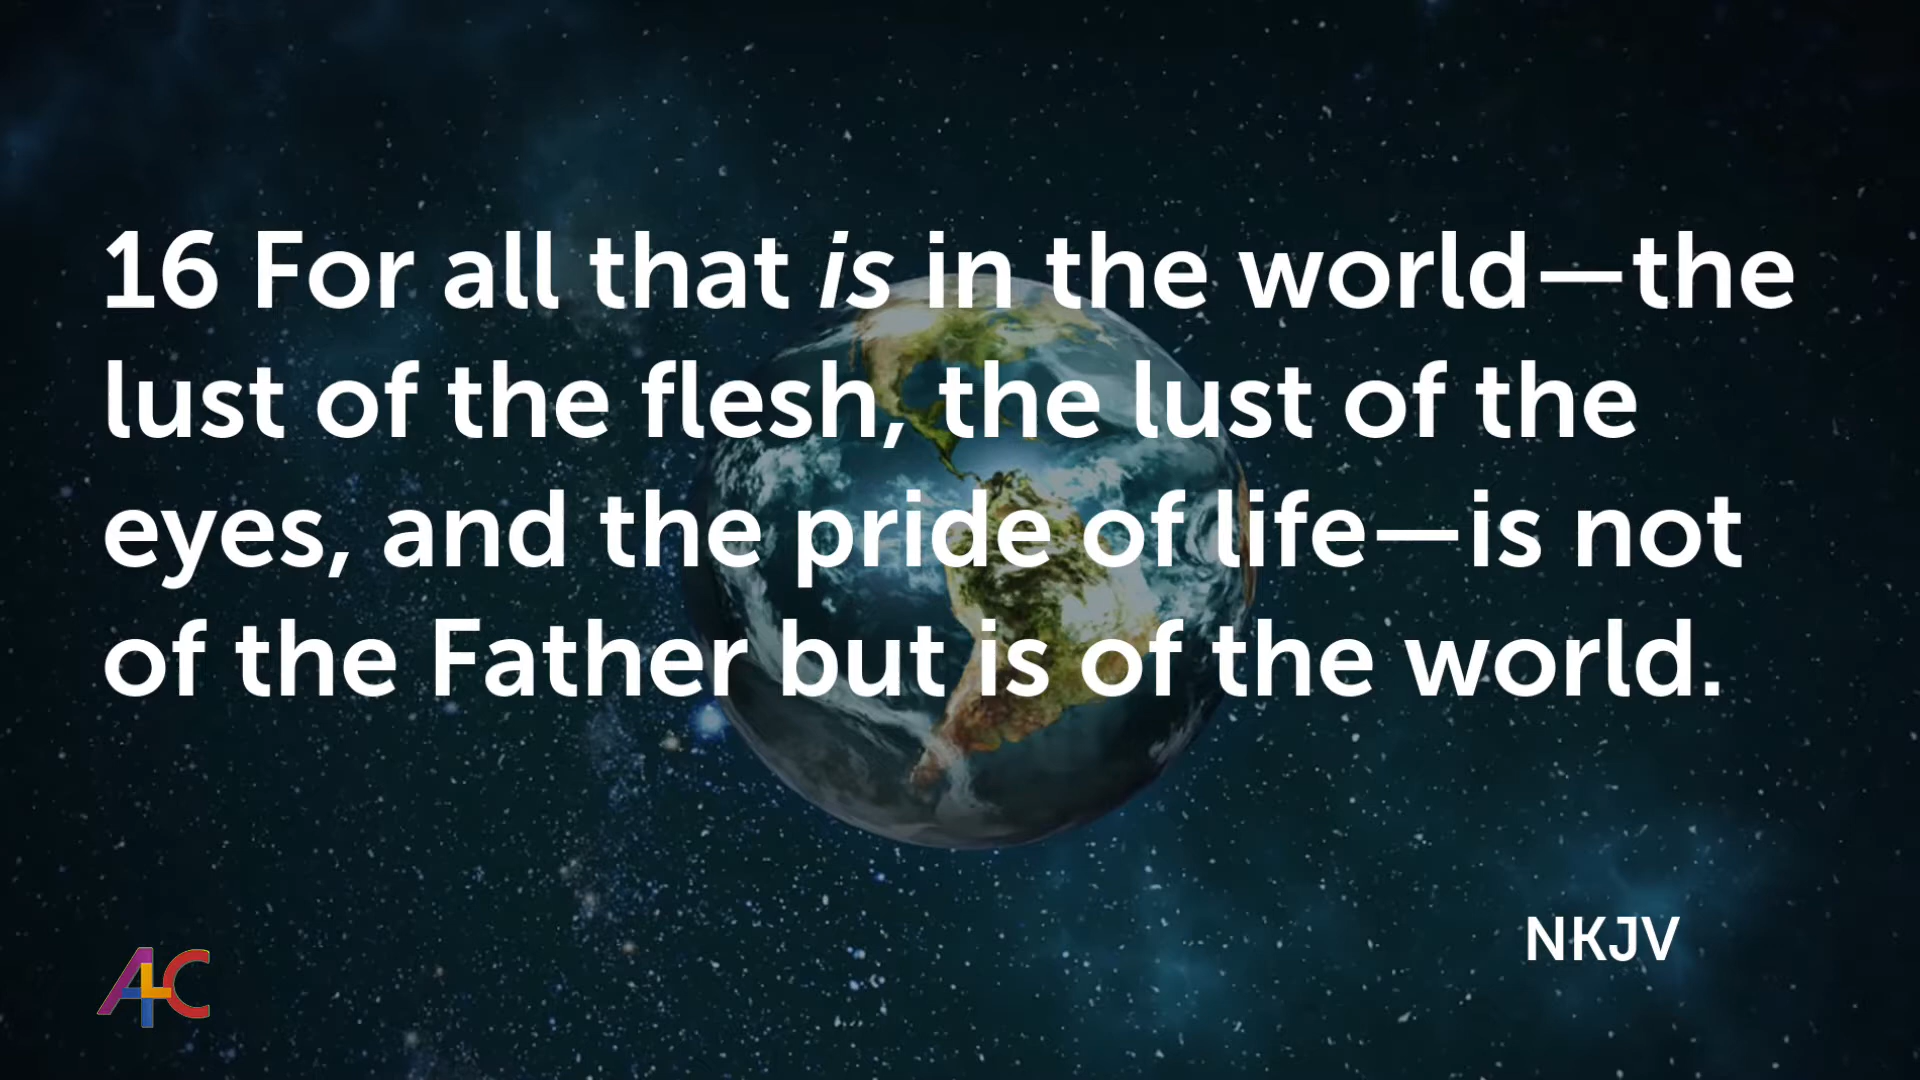 16 For all that is in the world—the
lust of the flesh, the lust of the
eyes, and the pride of life—is not
of the Father but is of the world.
NKJV
ALC